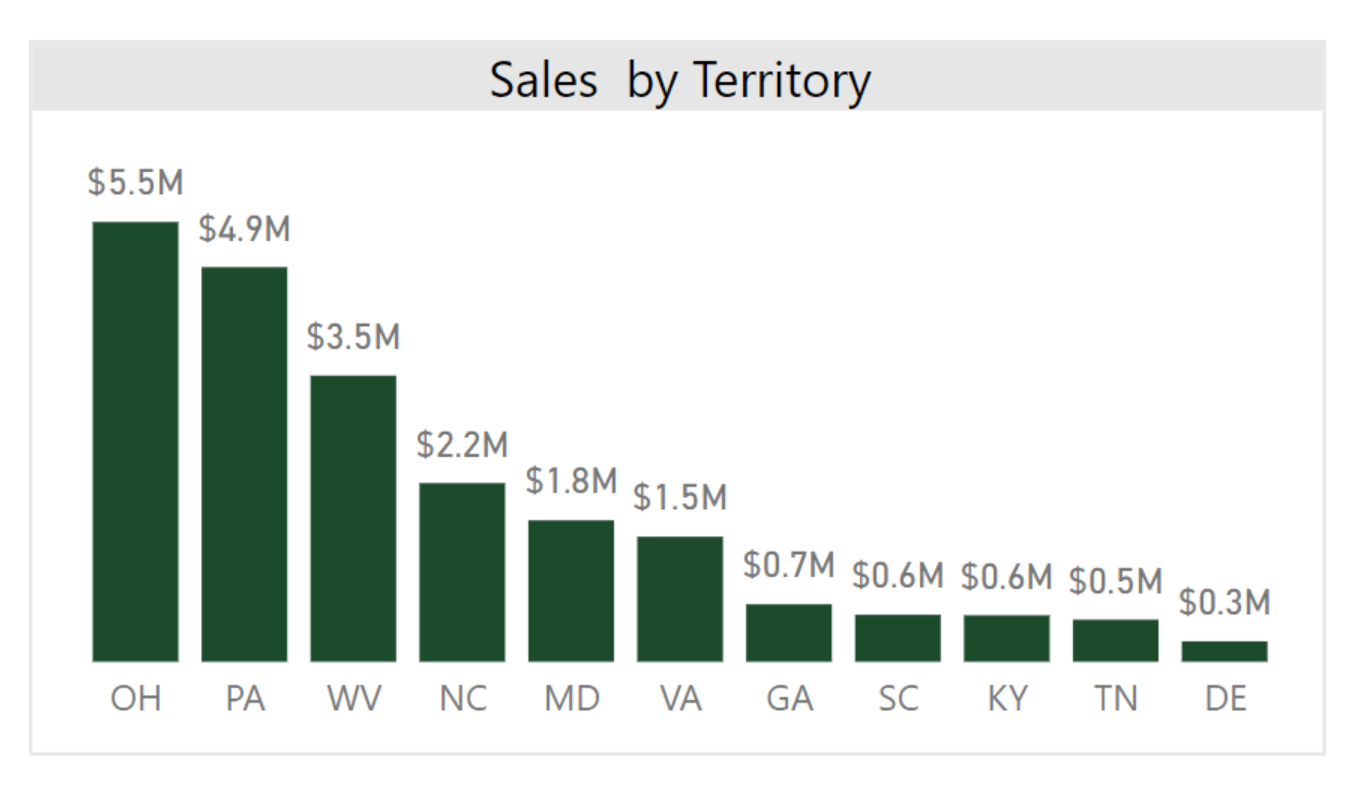 Sales  by Territory
$5.5M
$4.9M
$3.5M
$2.2M
$1.8M
$1.5M
$0.7M
$0.6M
$0.6M
$0.5M
$0.3M
OH PA WV NC MD VA GA SC KY TN DE